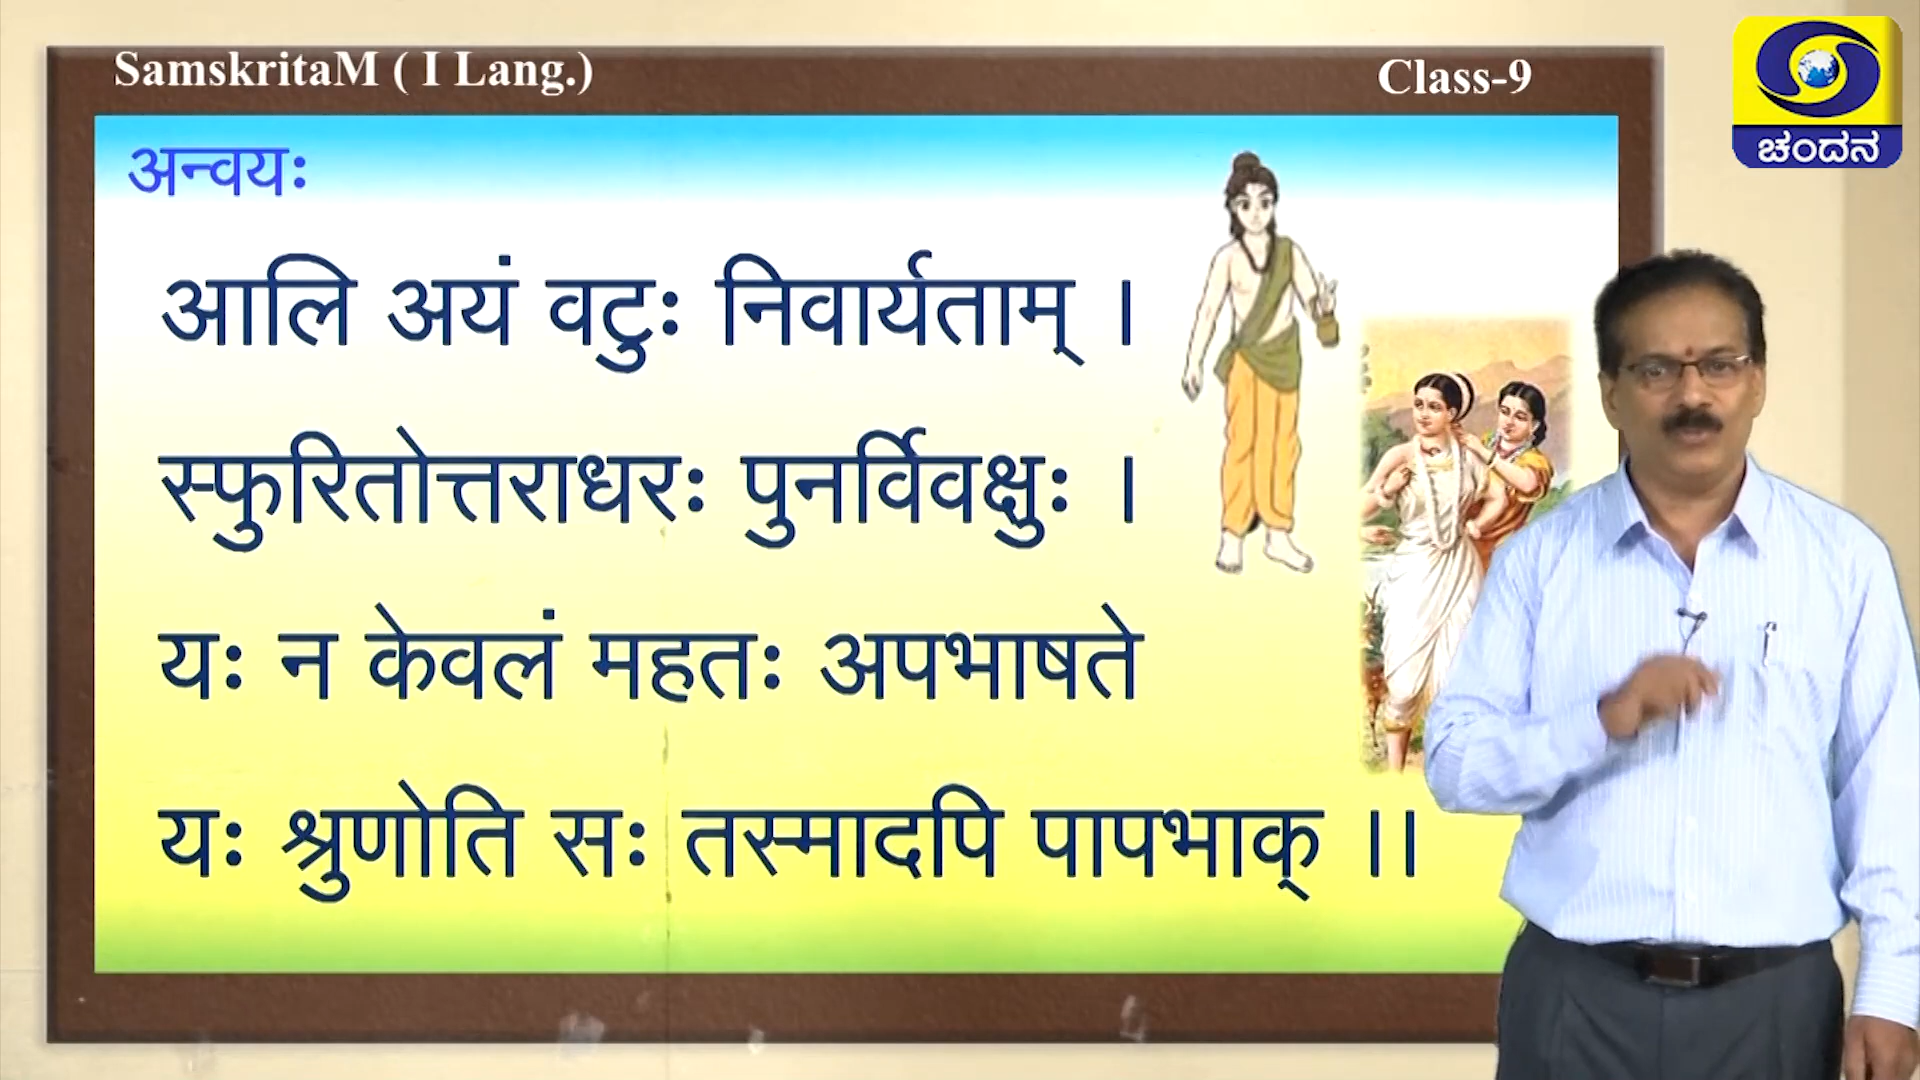 SamskritaM ( I Lang.)
Class-9
ಚಂದನ
अन्वयः
आलि अयं वटुः निवार्यताम् ।
स्फुरितोत्तराधरः पुनर्विवक्षुः ।
यः न केवलं महतः अपभाषते
यः श्रुणोति सः तस्मादपि पापभाक् ।।